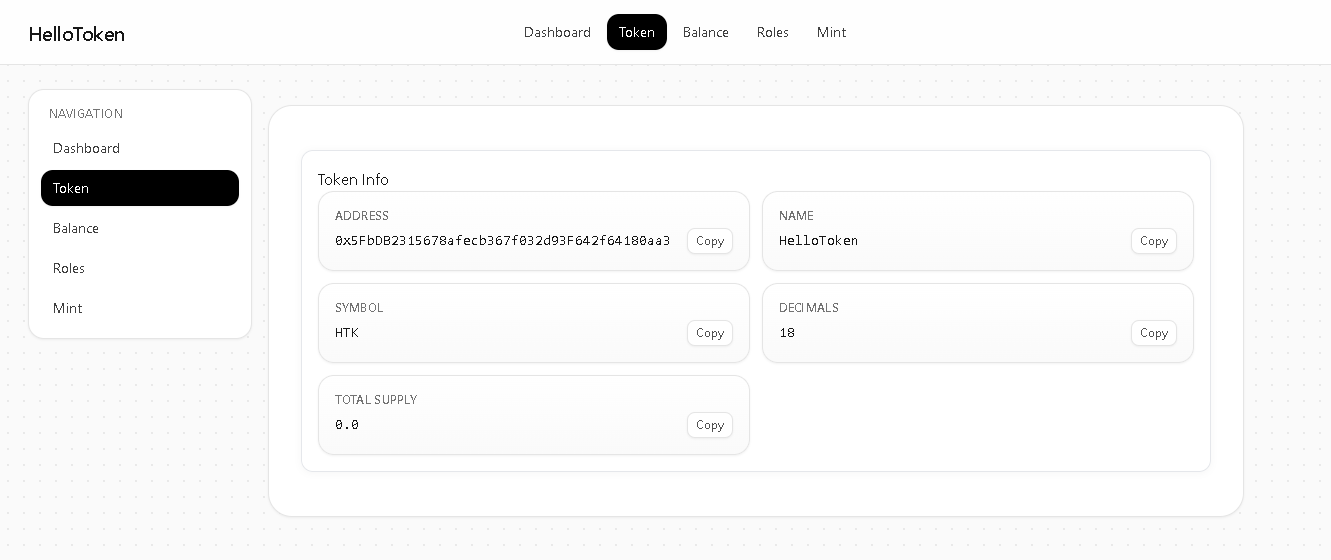 HelloToken
Dashboard Token Balance Roles Mint
NAVIGATION
Dashboard
Token
Balance
Roles
Mint
Token Info
ADDRESS
0x5FbDB2315678afecb367f032d93F642f64180aa3 Copy
NAME
HelloToken Copy
SYMBOL
HTK Copy
DECIMALS
18 Copy
TOTAL SUPPLY
0.0 Copy